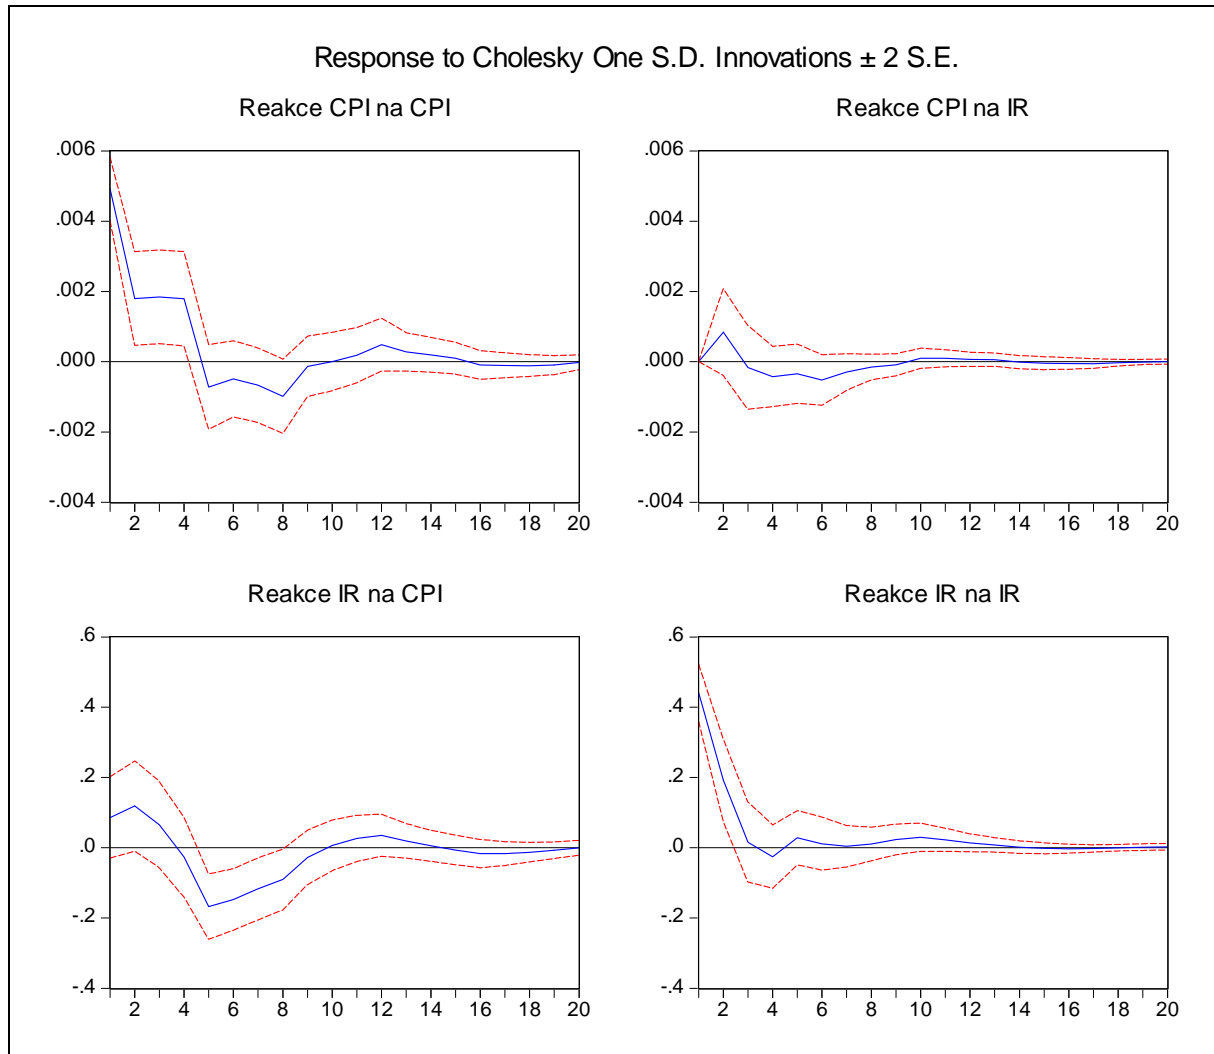 Response to Cholesky One S.D. Innovations ± 2 S.E.
Reakce CPI na CPI
.006
.004
.002
.000
-.002
-.004
2 4 6 8 10 12 14 16 18 20
Reakce CPI na IR
.006
.004
.002
.000
-.002
-.004
2 4 6 8 10 12 14 16 18 20
Reakce IR na CPI
.6
.4
.2
.0
-.2
-.4
2 4 6 8 10 12 14 16 18 20
Reakce IR na IR
.6
.4
.2
.0
-.2
-.4
2 4 6 8 10 12 14 16 18 20